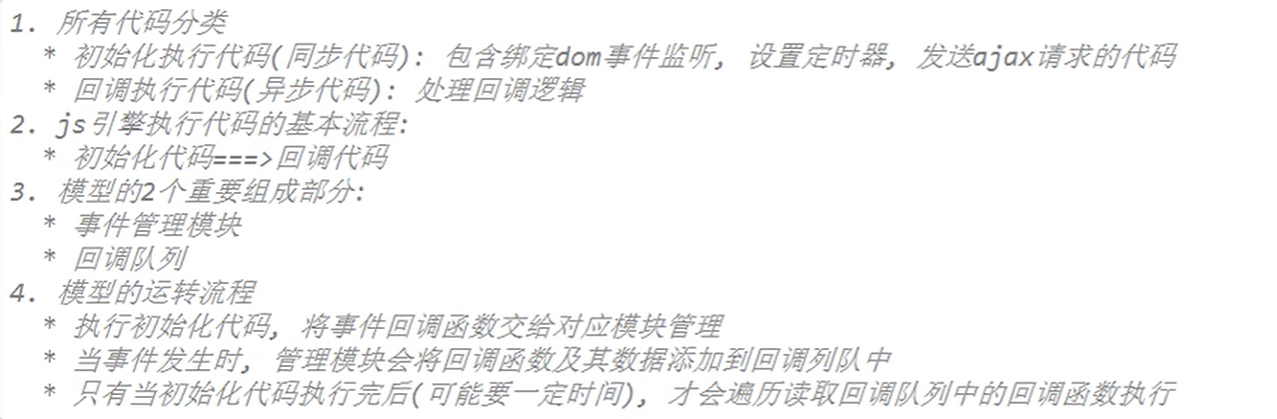 1. 所有代码分类
* 初始化执行代码(同步代): 包含绑定dom事件监听, 设置定时器, 发送ajax请求的代码
* 回调执行代码(异步代码): 处理回调逻辑
2. js引擎执行代码的基本流程:
* 初始化代码===>回调代码
3. 模型的2个重要组成部分:
* 事件管理模块
* 回调队列
4. 模型的运转流程
* 执行初始化代码, 将事件回调函数交给对应模块管理
* 当事件发生时, 管理模块会将回调函数及其数据添加到回调列队中
* 只有当初始化代码执行完后(可能要一定时间), 才会遍历读取回调队列中的回调函数执行